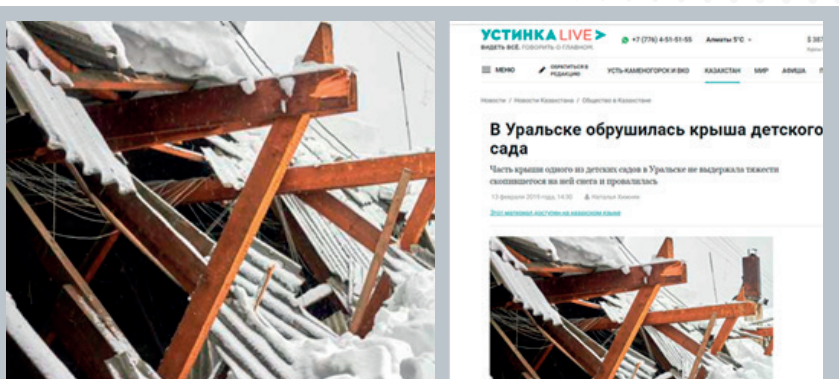 УСТИНКА LIVE
ВИДЕТЬ ВСЁ. ГОВОРИТЬ О ГЛАВНОМ.
+7 (776) 4-51-51-55
Алматы 5°C
$ 387
МЕНЮ
ОБРАТИТЬСЯ В
РЕДАКЦИЮ
УСТЬ-КАМЕНОГОРСК И ВКО
КАЗАХСТАН
МИР
АФИША
Новости / Новости Казахстана / Общество в Казахстане
В Уральске обрушилась крыша детского
сада
Часть крыши одного из детских садов в Уральске не выдержала тяжести
скопившегося на ней снега и провалилась
13 февраля 2019 года, 14:30
Наталья
Этот материал доступен на казахском языке